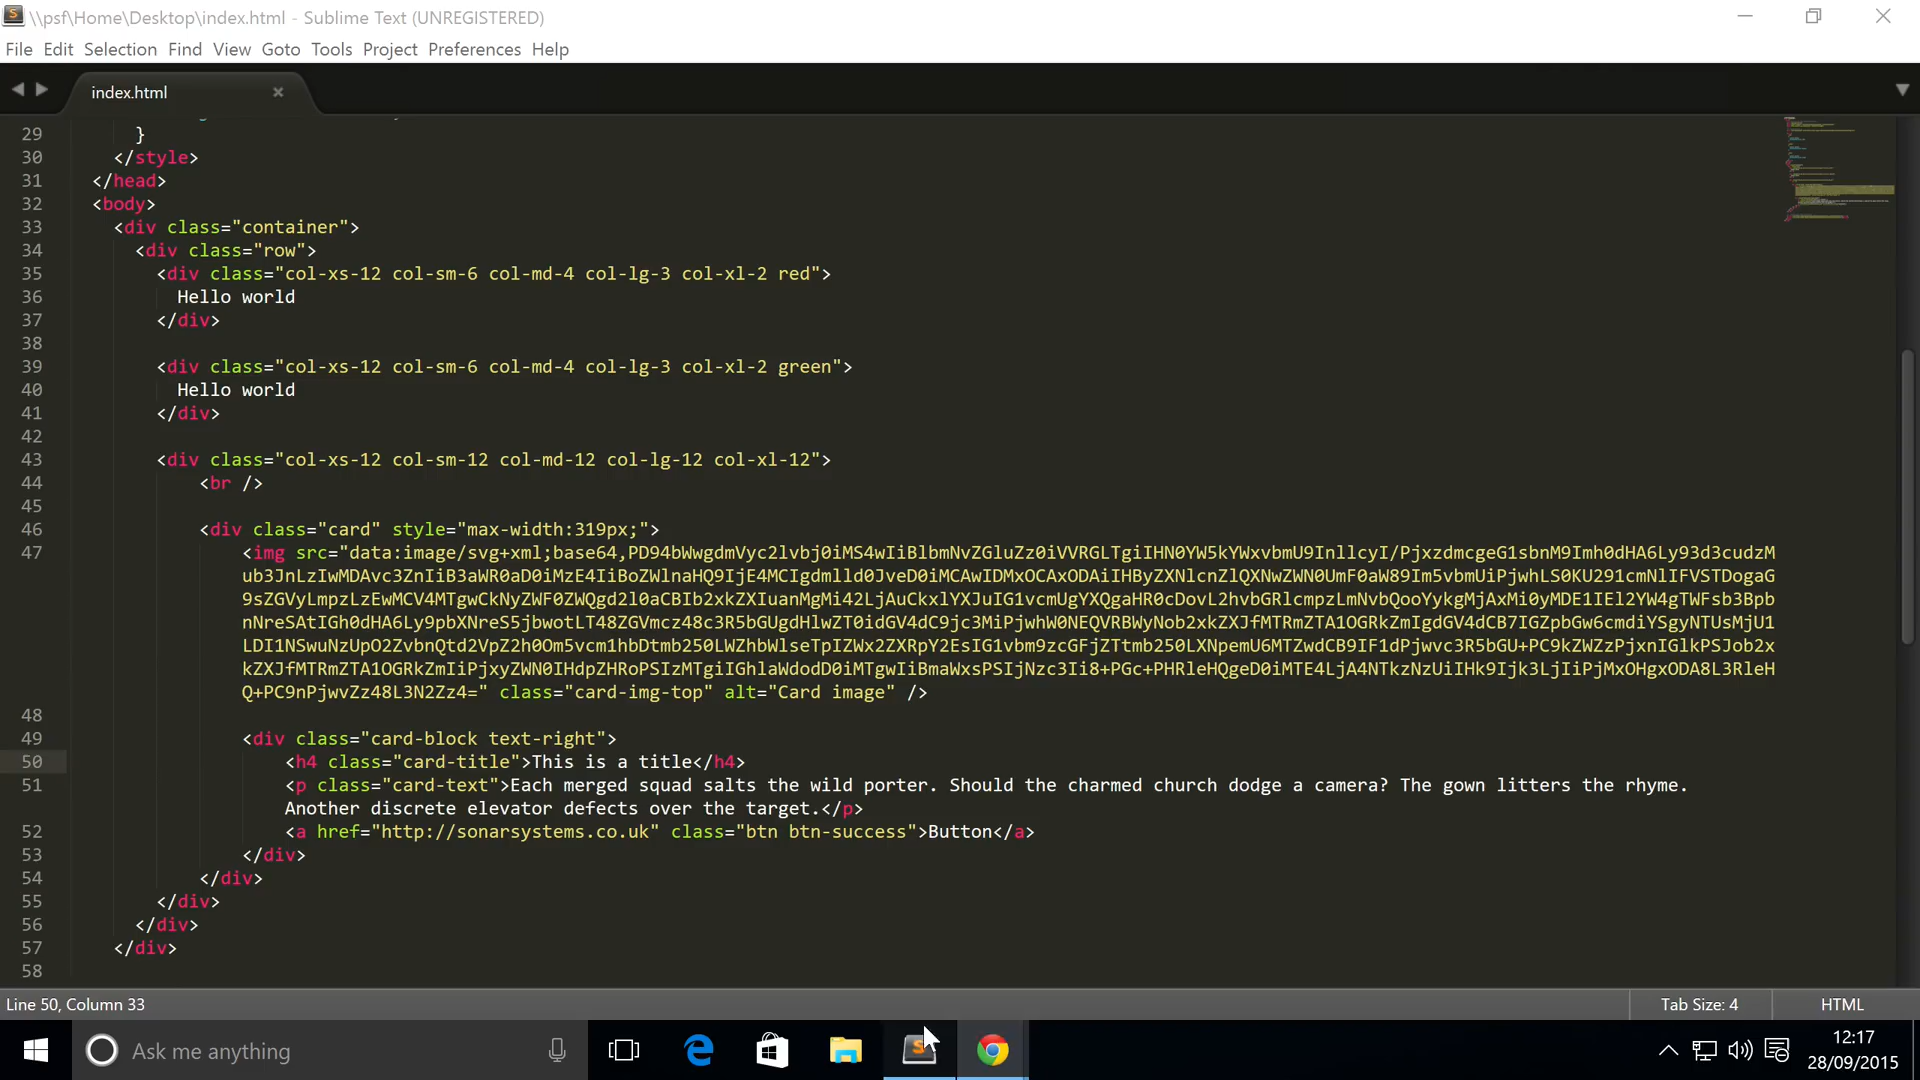 \\psf\Home\Desktop\index.html - Sublime Text (UNREGISTERED)
File Edit Selection Find View Goto Tools Project Preferences Help
index.html
29 }
30 </style>
31 </head>
32 <body>
33 <div class="container">
34 <div class="row">
35 <div class="col-xs-12 col-sm-6 col-md-4 col-lg-3 col-xl-2 red">
36 Hello world
37 </div>
38
39 <div class="col-xs-12 col-sm-6 col-md-4 col-lg-3 col-xl-2 green">
40 Hello world
41 </div>
42
43 <div class="col-xs-12 col-sm-12 col-md-12 col-lg-12 col-xl-12">
44 <br />
45
46 <div class="card" style="max-width:319px;">
47 <img src="data:image/svg+xml;base64,
" class="card-img-top" alt="Card image" />
48
49 <div class="card-block text-right">
50 <h4 class="card-title">This is a title</h4>
51 <p class="card-text">Each merged squad salts the wild porter. Should the charmed church dodge a camera? The gown litters the rhyme.
Another discrete elevator defects over the target.</p>
52 <a href="http://sonarsystems.co.uk" class="btn btn-success">Button</a>
53 </div>
54 </div>
55 </div>
56 </div>
57 </div>
58
Line 50, Column 33
Tab Size: 4
HTML
Ask me anything
12:17
28/09/2015